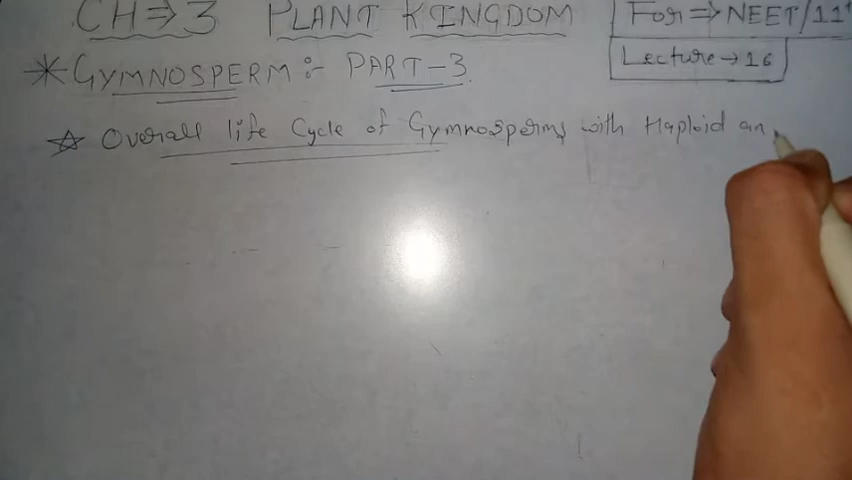 CH⇒3 PLANT KINGDOM
For⇒NEET/11
Lecture→16
* GYMNOSPERM :- PART-3
☆ Overall life Cycle of Gymnosperms with Haploid an